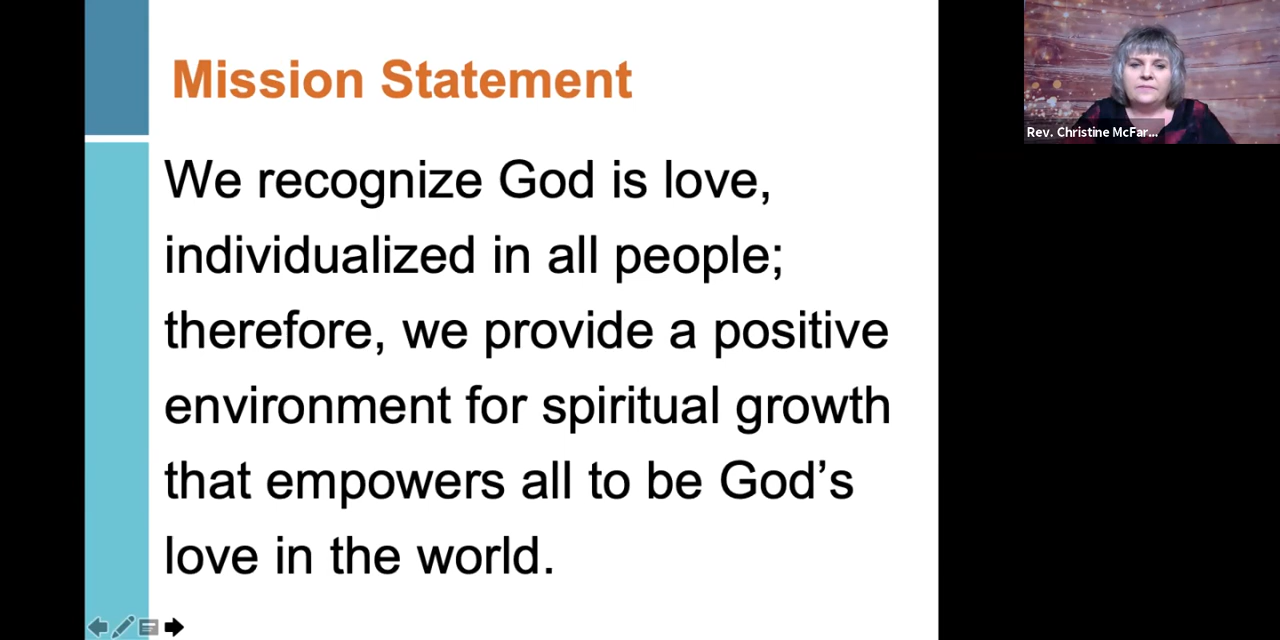 Mission Statement
We recognize God is love,
individualized in all people;
therefore, we provide a positive
environment for spiritual growth
that empowers all to be God’s
love in the world.
Rev. Christine McFar...